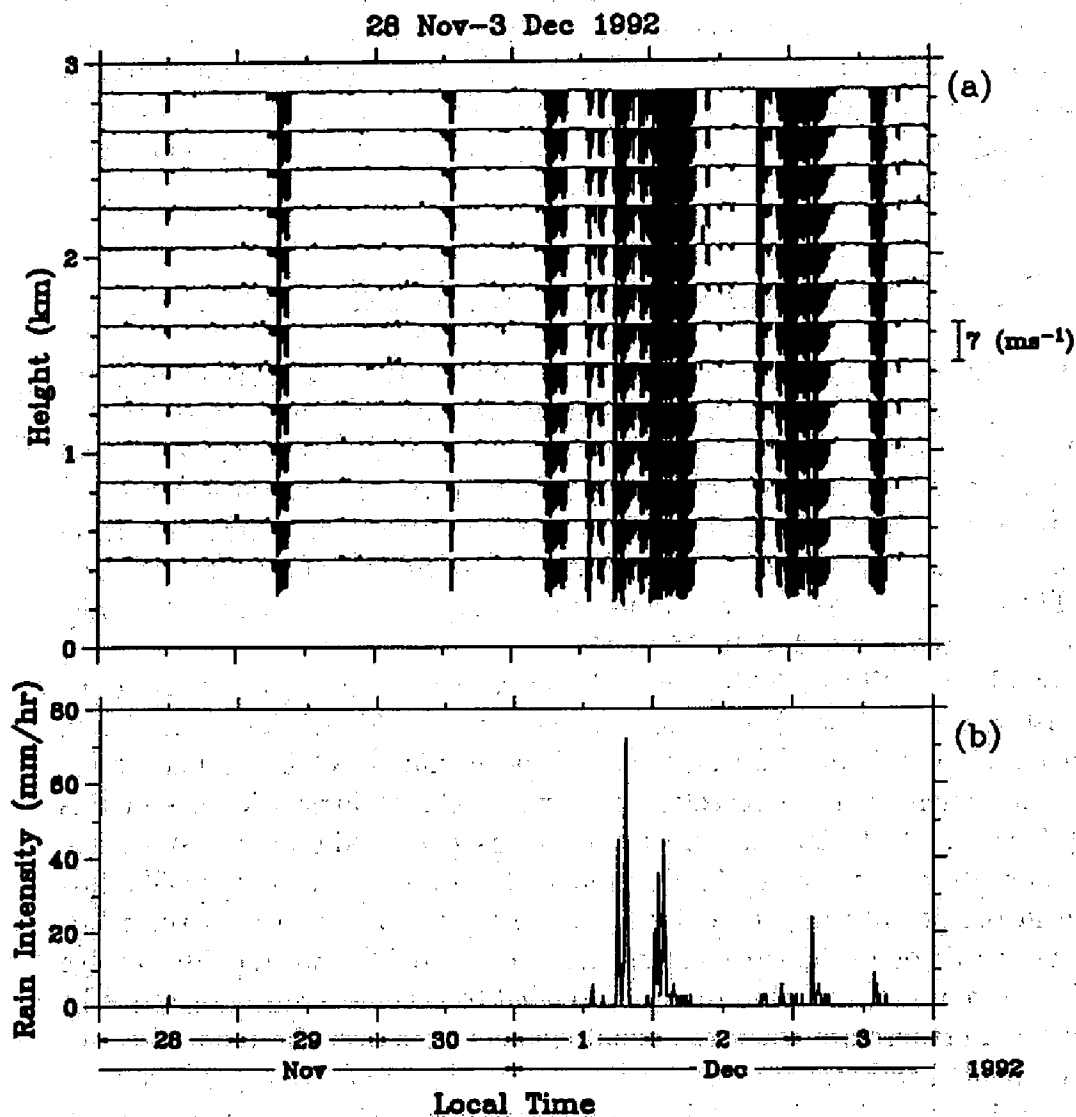 28 Nov-3 Dec 1992
(a)
3
2
1
0
Height (km)
7 (ms⁻¹)
(b)
80
60
40
20
0
Rain Intensity (mm/hr)
28 29 30 1 2 3
Nov Dec 1992
Local Time